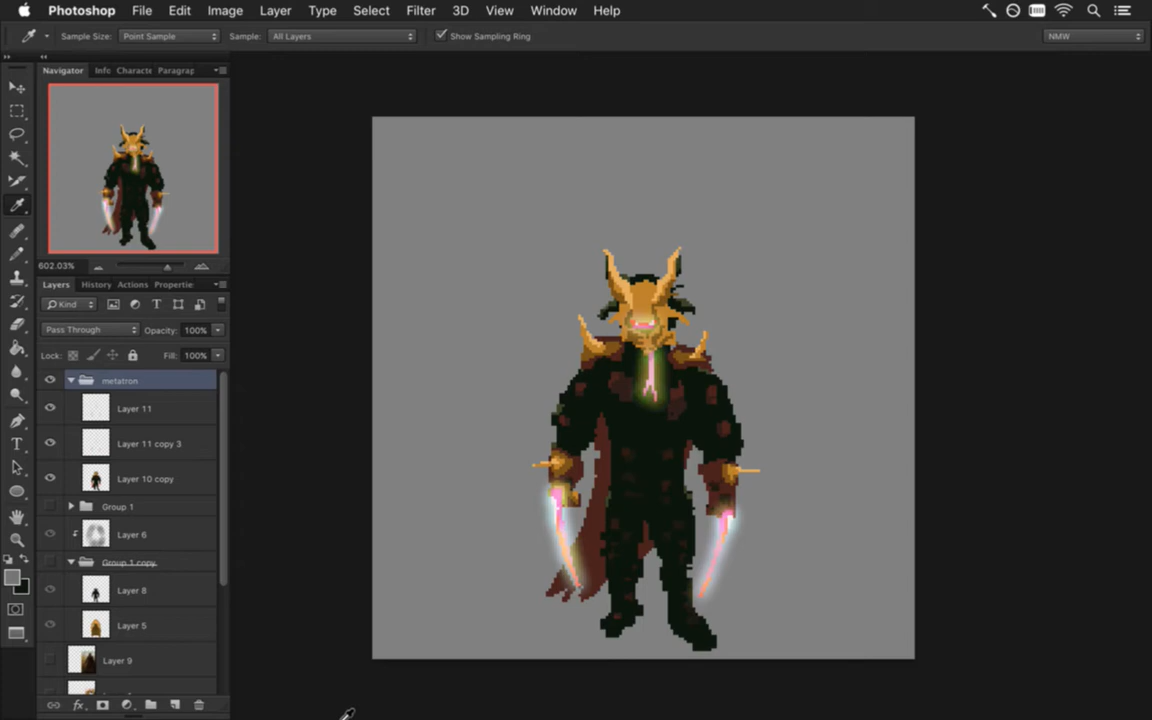 Photoshop File Edit Image Layer Type Select Filter 3D View Window Help
Sample Size: Point Sample Sample: All Layers Show Sampling Ring NMW
Navigator Info Characte Paragrap
602.03%
Layers History Actions Propertie
Kind
Pass Through Opacity: 100%
Lock: Fill: 100%
metatron
Layer 11
Layer 11 copy 3
Layer 10 copy
Group 1
Layer 6
Group 1 copy
Layer 8
Layer 5
Layer 9